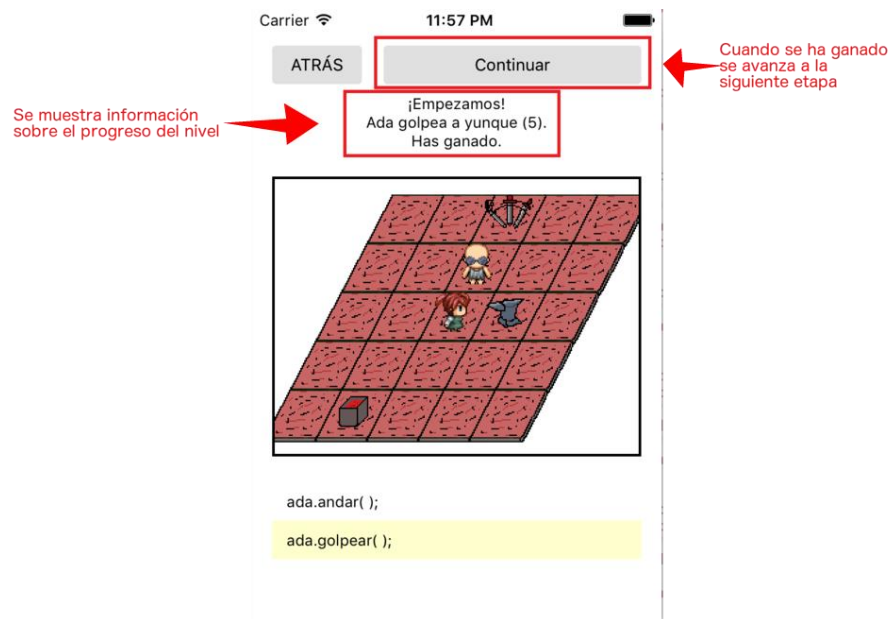 Carrier 11:57 PM
ATRÁS Continuar
Cuando se ha ganado
se avanza a la
siguiente etapa
Se muestra información
sobre el progreso del nivel
¡Empezamos!
Ada golpea a yunque (5).
Has ganado.
ada.andar( );
ada.golpear( );